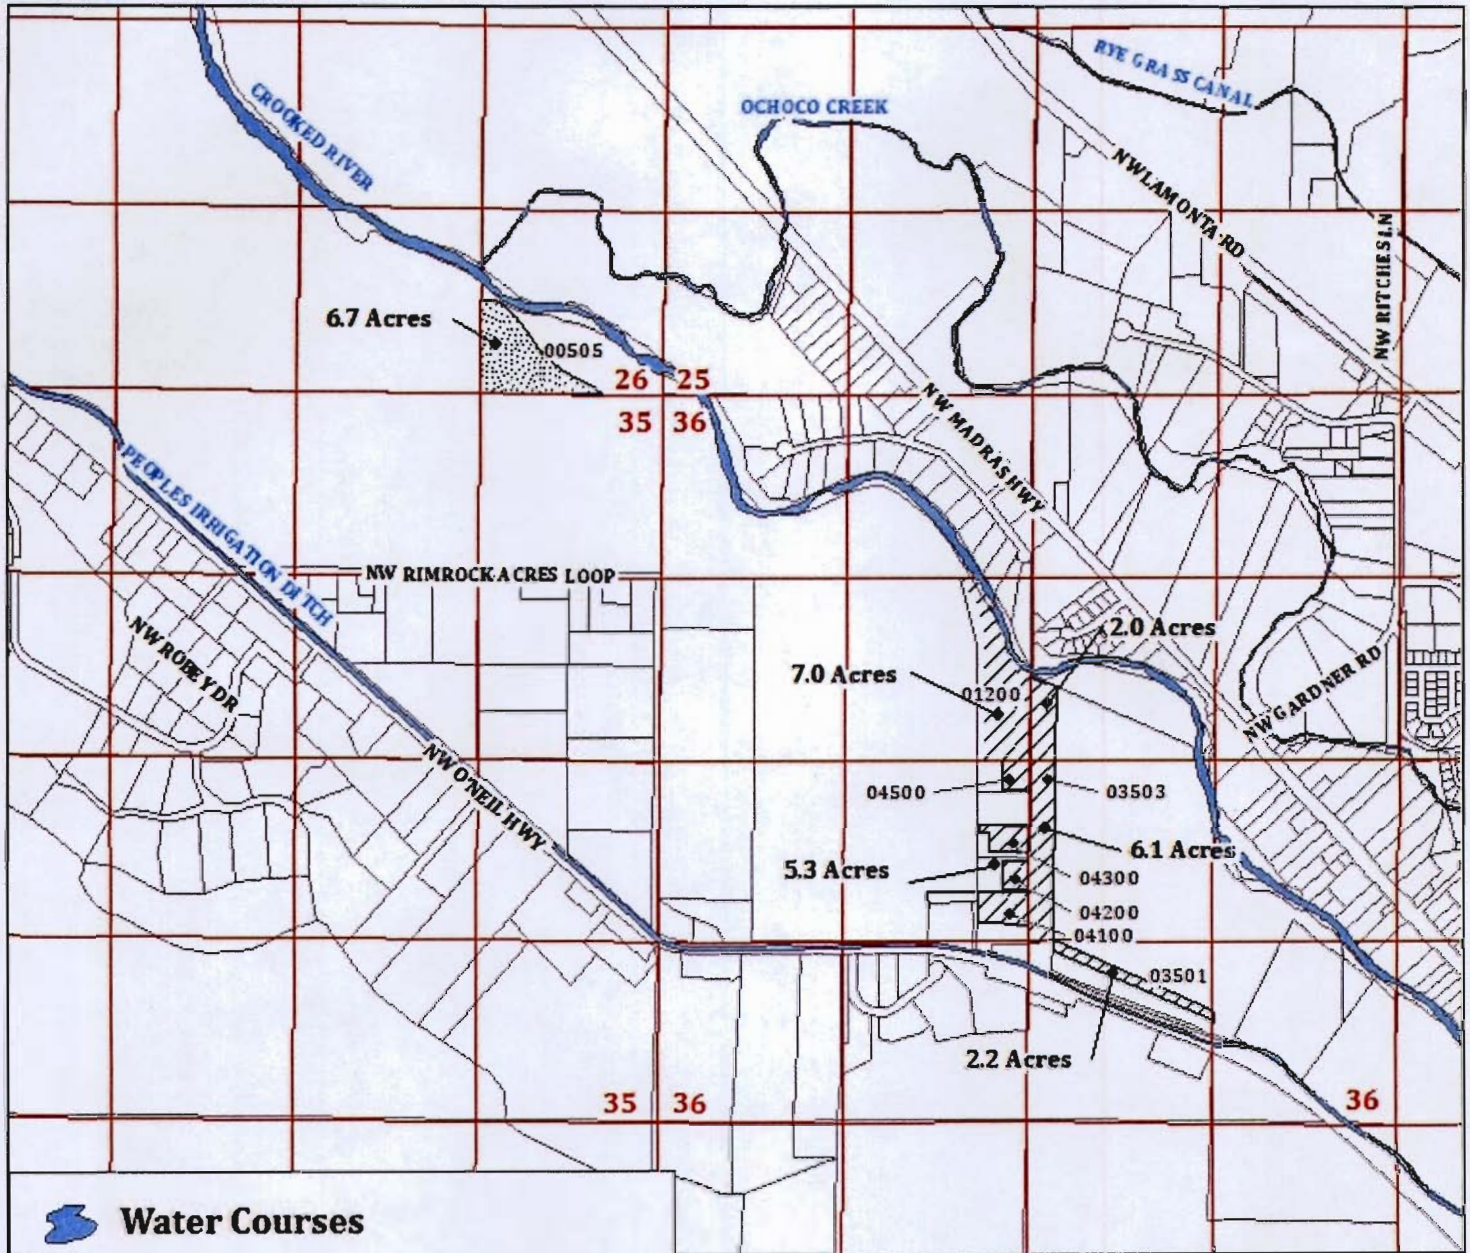 RYE GRASS CANAL
CROOKED RIVER
OCHOCO CREEK
NW LAMONTA RD
NW RITCHES LN
6.7 Acres
00505
26 25
35 36
NW MADRAS HWY
PEOPLES IRRIGATION DITCH
NW RIMROCK ACRES LOOP
NW ROBEY DR
2.0 Acres
7.0 Acres
01200
NW GARDNER RD
NW O'NEIL HWY
04500
03503
6.1 Acres
5.3 Acres
04300
04200
04100
03501
2.2 Acres
35 36
36
Water Courses